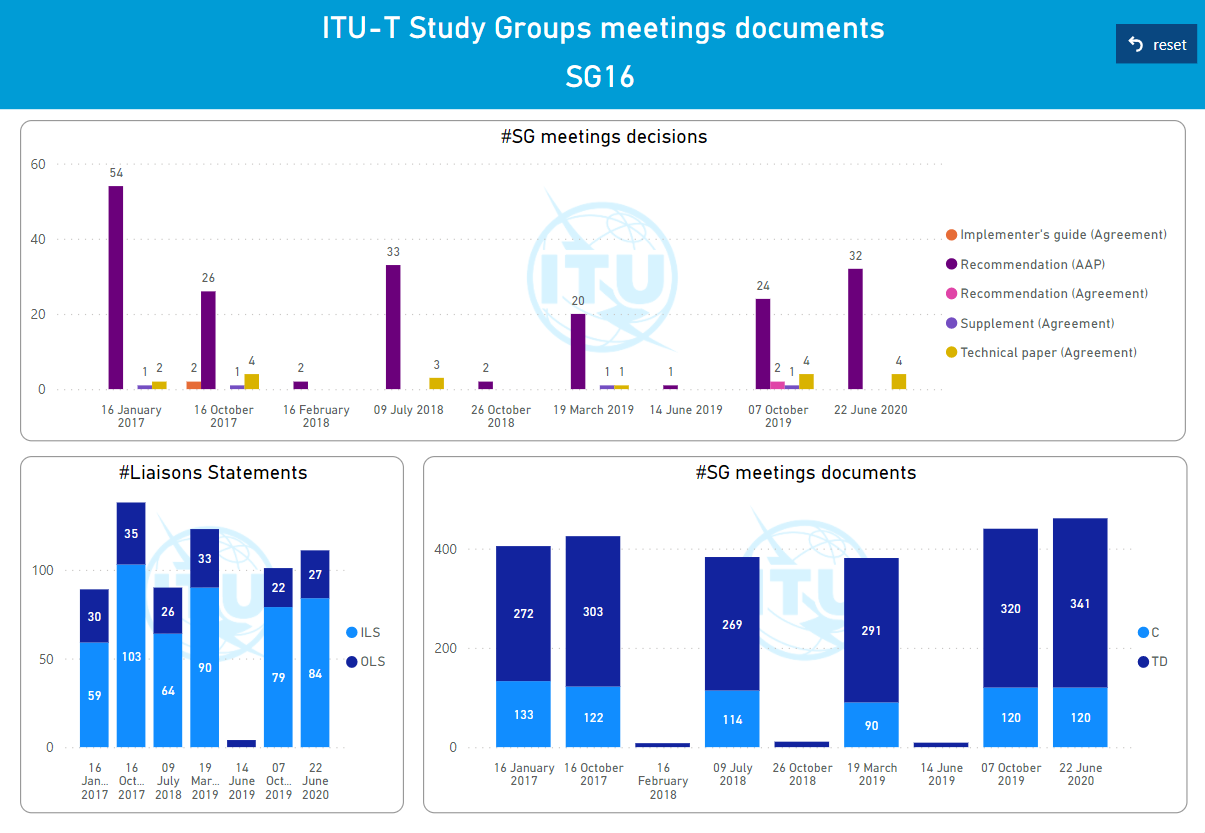 ITU-T Study Groups meetings documents
SG16
reset
#SG meetings decisions
60
40
20
0
54
1
2
2
26
1
4
2
33
3
2
20
1
1
1
24
2
1
4
32
4
16 January
2017
16 October
2017
16 February
2018
09 July 2018
26 October
2018
19 March 2019
14 June 2019
07 October
2019
22 June 2020
Implementer's guide (Agreement)
Recommendation (AAP)
Recommendation (Agreement)
Supplement (Agreement)
Technical paper (Agreement)
ITU
#Liaisons Statements
100
50
0
30
59
35
103
26
64
33
90
22
79
27
84
16
Jan...
2017
16
Oct...
2017
09
July
2018
19
Mar...
2019
14
June
2019
07
Oct...
2019
22
June
2020
ILS
OLS
ITU
#SG meetings documents
400
200
0
272
133
303
122
269
114
291
90
320
120
341
120
16 January
2017
16 October
2017
16
February
2018
09 July
2018
26 October
2018
19 March
2019
14 June
2019
07 October
2019
22 June
2020
C
TD
ITU